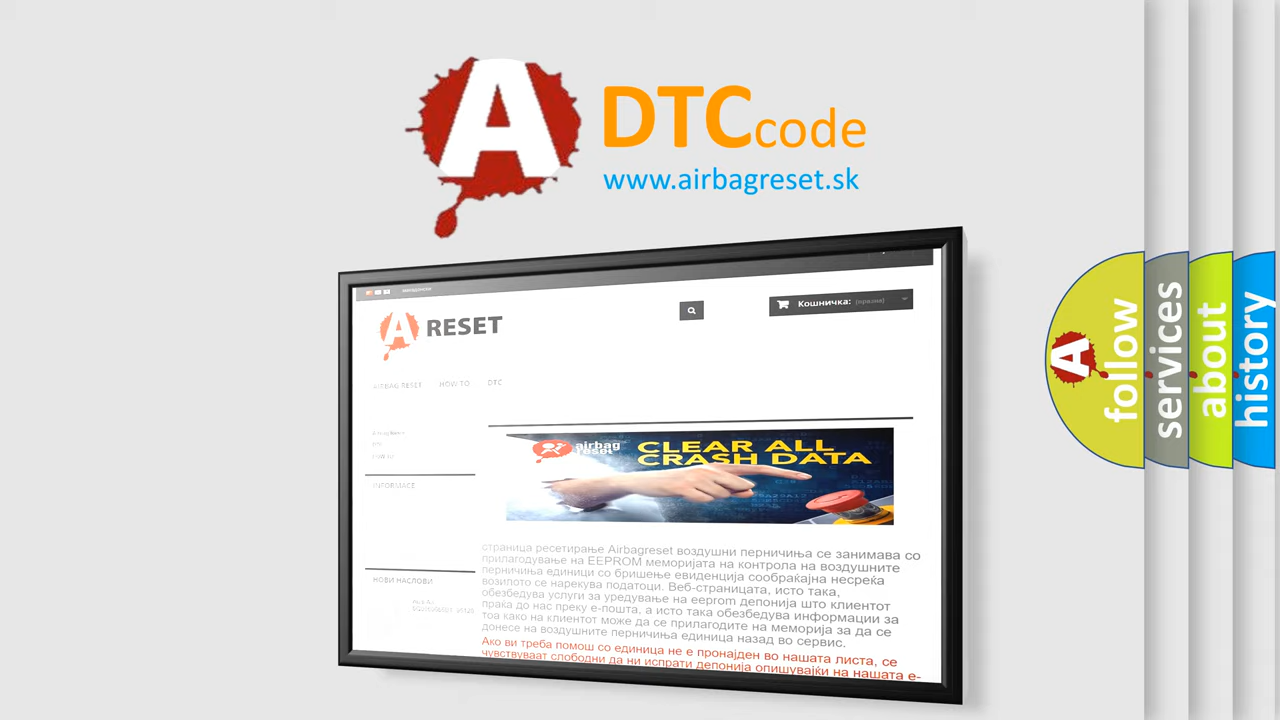 A DTCcode
www.airbagreset.sk
Кошничка: (празна)
A RESET
AIRBAG RESET HOW TO... DTC
INFORMACE
airbag
reset
CLEAR ALL
CRASH DATA
страница ресетирање Airbagreset воздушни перничиња се занимава со
прилагодување на EEPROM меморијата на контрола на воздушните
перничиња единици со бришење евиденција сообраќајна несреќа
возилото се нарекува податоци. Веб-страницата, исто така,
обезбедува услуги за уредување на eeprom депонија што клиентот
праќа до нас преку е-пошта, а исто така обезбедува информации за
тоа како на клиентот може да се прилагодите на меморија за да се
донесе на воздушните перничиња единица назад во сервис.
Ако ви треба помош со единица не е пронајден во нашата листа, се
чувствуваат слободни да ни испрати депонија опишувајќи на нашата е-
НОВИ НАСЛОВИ
A
follow
services
about
history